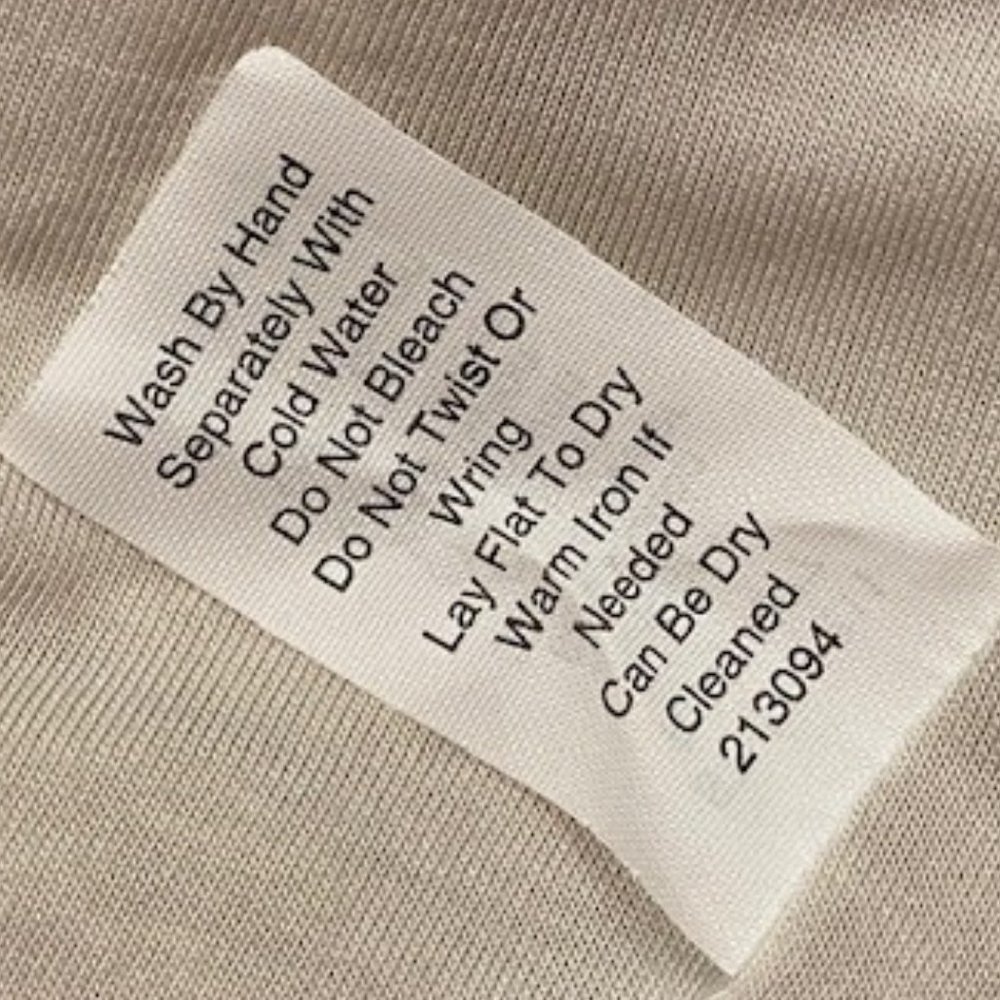 Wash By Hand
Separately With
Cold Water
Do Not Bleach
Do Not Twist Or
Wring
Lay Flat To Dry
Warm Iron If
Needed
Can Be Dry
Cleaned
213094